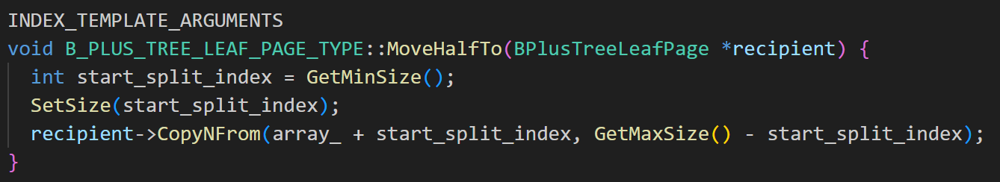 INDEX_TEMPLATE_ARGUMENTS
void B_PLUS_TREE_LEAF_PAGE_TYPE::MoveHalfTo(BPlusTreeLeafPage *recipient) {
  int start_split_index = GetMinSize();
  SetSize(start_split_index);
  recipient->CopyNFrom(array_ + start_split_index, GetMaxSize() - start_split_index);
}